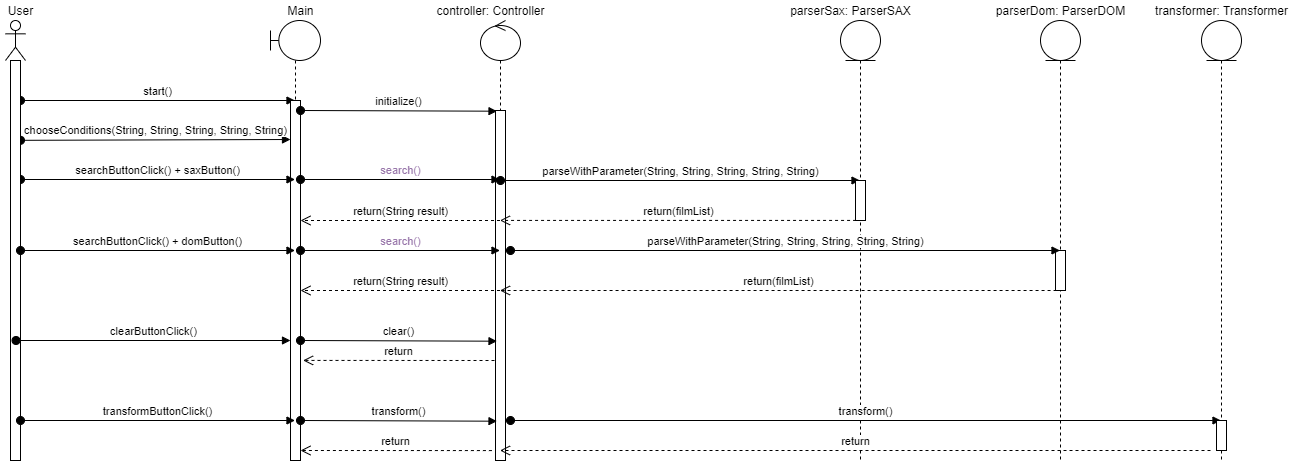 User
Main
controller: Controller
parserSax: ParserSAX
parserDom: ParserDOM
transformer: Transformer
start()
initialize()
chooseConditions(String, String, String, String, String)
searchButtonClick() + saxButton()
search()
parseWithParameter(String, String, String, String, String)
return(String result)
return(filmList)
searchButtonClick() + domButton()
search()
parseWithParameter(String, String, String, String, String)
return(String result)
return(filmList)
clearButtonClick()
clear()
return
transformButtonClick()
transform()
transform()
return
return